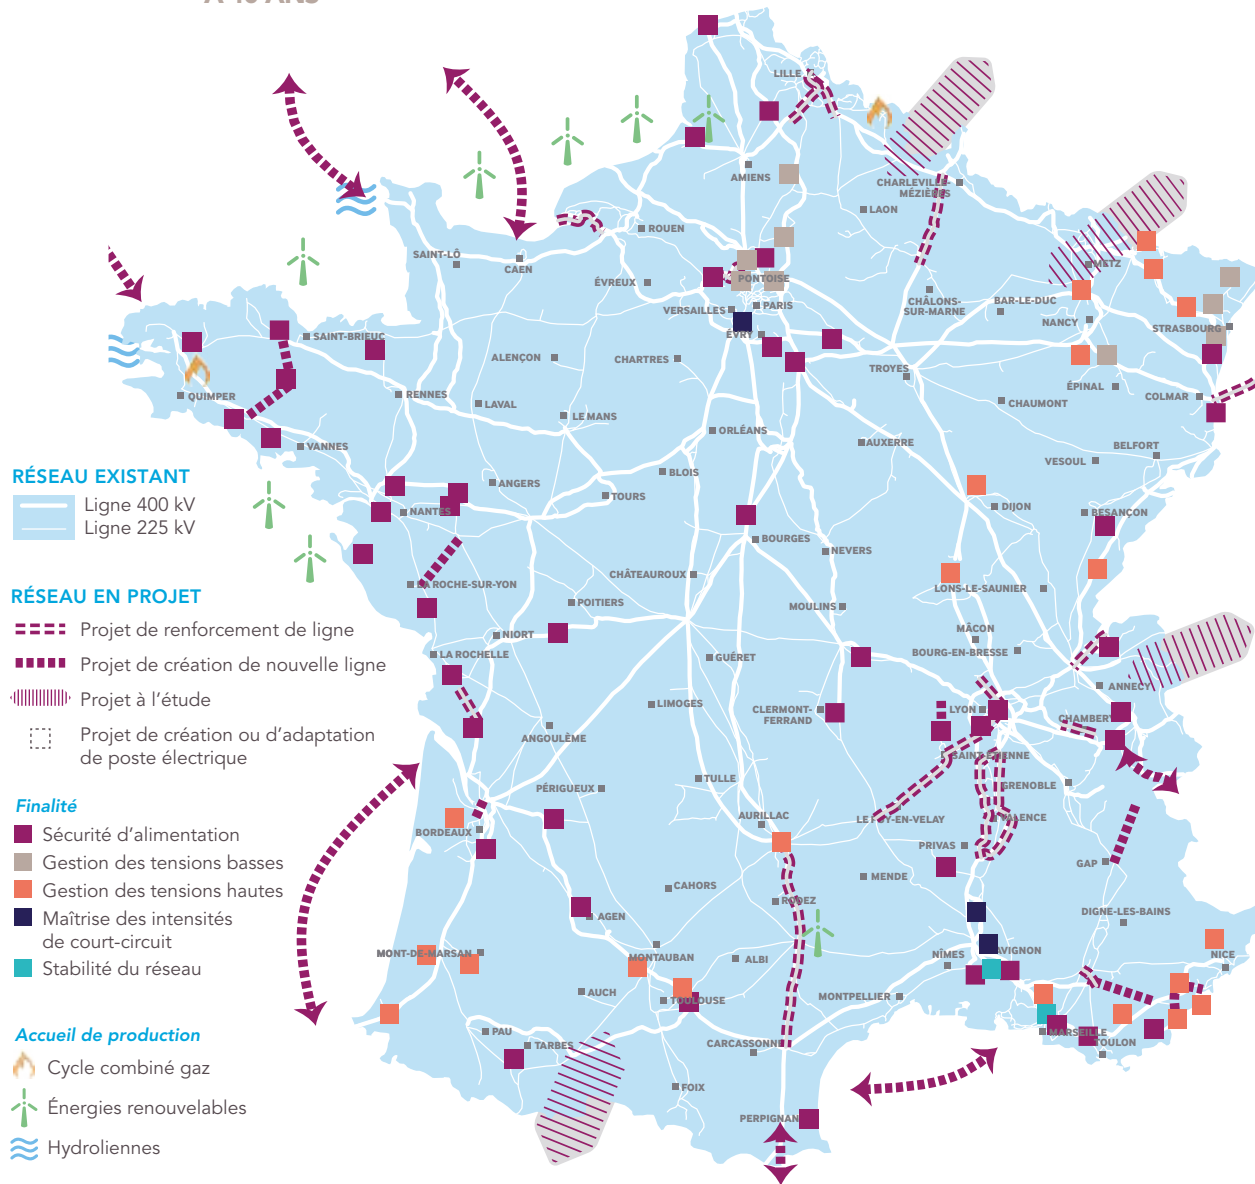 À 10 ANS
LILLE
AMIENS
CHARLEVILLE-
MÉZIÈRES
LAON
ROUEN
SAINT-LÔ
CAEN
METZ
PONTOISE
ÉVREUX
CHÂLONS-
SUR-MARNE
BAR-LE-DUC
PARIS
VERSAILLES
NANCY
STRASBOURG
ÉVRY
SAINT-BRIEUC
ALENÇON
CHARTRES
TROYES
ÉPINAL
COLMAR
QUIMPER
RENNES
LAVAL
LE MANS
CHAUMONT
ORLÉANS
AUXERRE
VANNES
BELFORT
VESOUL
BLOIS
ANGERS
TOURS
DIJON
NANTES
BESANÇON
BOURGES
NEVERS
LA ROCHE-SUR-YON
CHÂTEAUROUX
LONS-LE-SAUNIER
POITIERS
MOULINS
NIORT
MÂCON
BOURG-EN-BRESSE
LA ROCHELLE
GUÉRET
ANNECY
LIMOGES
CLERMONT-
FERRAND
LYON
CHAMBERY
ANGOULÊME
SAINT-ÉTIENNE
TULLE
GRENOBLE
PÉRIGUEUX
AURILLAC
LE PUY-EN-VELAY
VALENCE
BORDEAUX
PRIVAS
GAP
MENDE
CAHORS
RODEZ
AGEN
DIGNE-LES-BAINS
MONT-DE-MARSAN
MONTAUBAN
ALBI
NÎMES
AVIGNON
NICE
AUCH
TOULOUSE
MONTPELLIER
PAU
TARBES
CARCASSONNE
MARSEILLE
TOULON
FOIX
PERPIGNAN
RÉSEAU EXISTANT
Ligne 400 kV
Ligne 225 kV
RÉSEAU EN PROJET
Projet de renforcement de ligne
Projet de création de nouvelle ligne
Projet à l'étude
Projet de création ou d'adaptation
de poste électrique
Finalité
Sécurité d'alimentation
Gestion des tensions basses
Gestion des tensions hautes
Maîtrise des intensités
de court-circuit
Stabilité du réseau
Accueil de production
Cycle combiné gaz
Énergies renouvelables
Hydroliennes